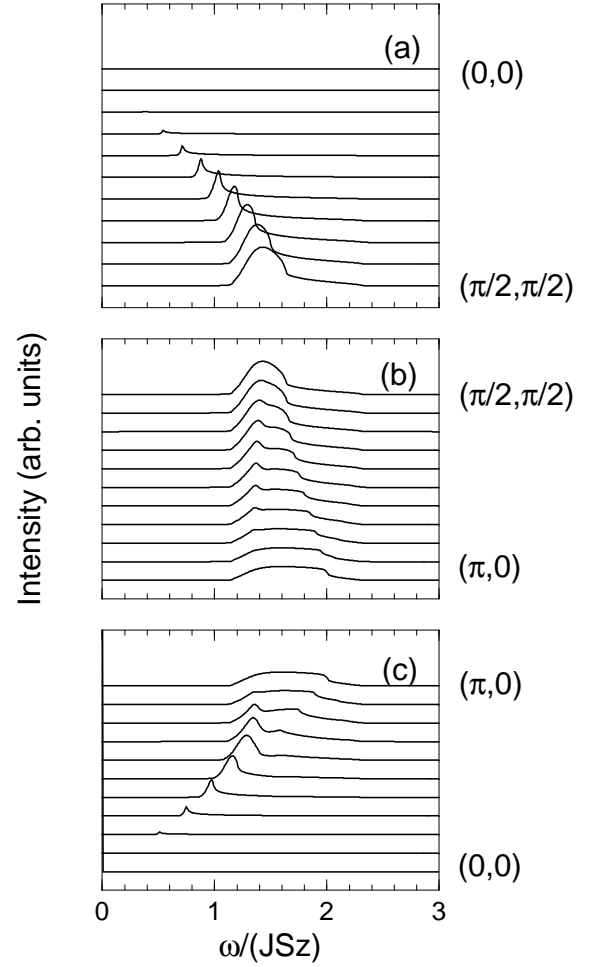 (a)
(0,0)
(π/2,π/2)
(b)
(π/2,π/2)
(π,0)
(c)
(π,0)
(0,0)
Intensity (arb. units)
0 1 2 3
ω/(JSz)